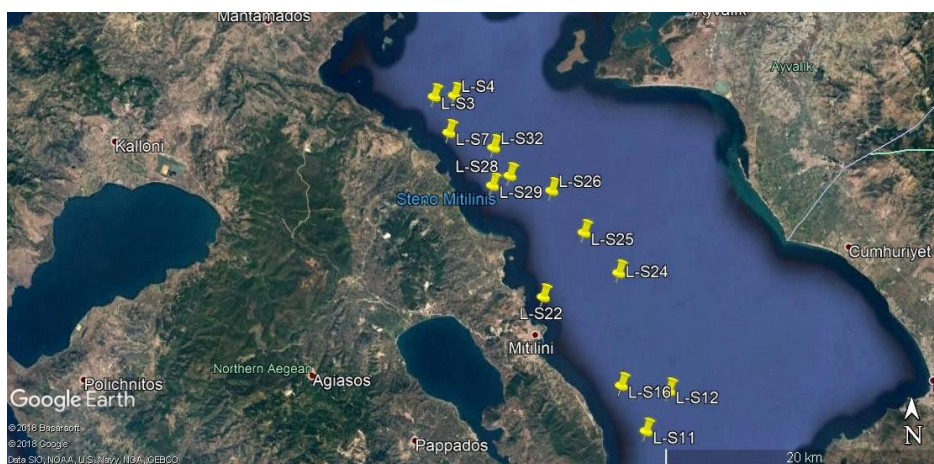 Mantamados
Ayvalık
Ayvalık
L-S4
L-S3
L-S7
L-S32
Kalloni
L-S28
L-S29
L-S26
Steno Mitilinis
L-S25
Cumhuriyet
L-S24
L-S22
Mitilini
Northern Aegean
Agiasos
Polichnitos
L-S16
L-S12
Google Earth
L-S11
N
©2018 Basarsoft
©2018 Google
Pappados
20 km
Data SIO, NOAA, U.S. Navy, NGA, GEBCO